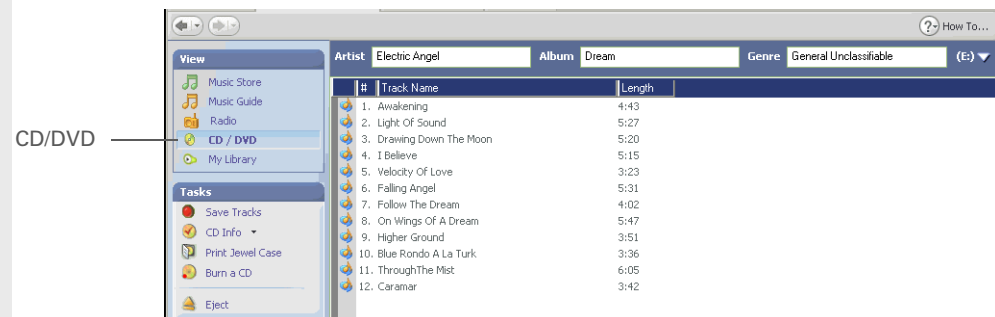 How To...
View
Artist Electric Angel Album Dream Genre General Unclassifiable (E:)
Music Store
Music Guide
Radio
CD / DVD
My Library
CD/DVD
Tasks
Save Tracks
CD Info
Print Jewel Case
Burn a CD
Eject
# Track Name Length
1. Awakening 4:43
2. Light Of Sound 5:27
3. Drawing Down The Moon 5:20
4. I Believe 5:15
5. Velocity Of Love 3:23
6. Falling Angel 5:31
7. Follow The Dream 4:02
8. On Wings Of A Dream 5:47
9. Higher Ground 3:51
10. Blue Rondo A La Turk 3:36
11. ThroughThe Mist 6:05
12. Caramar 3:42